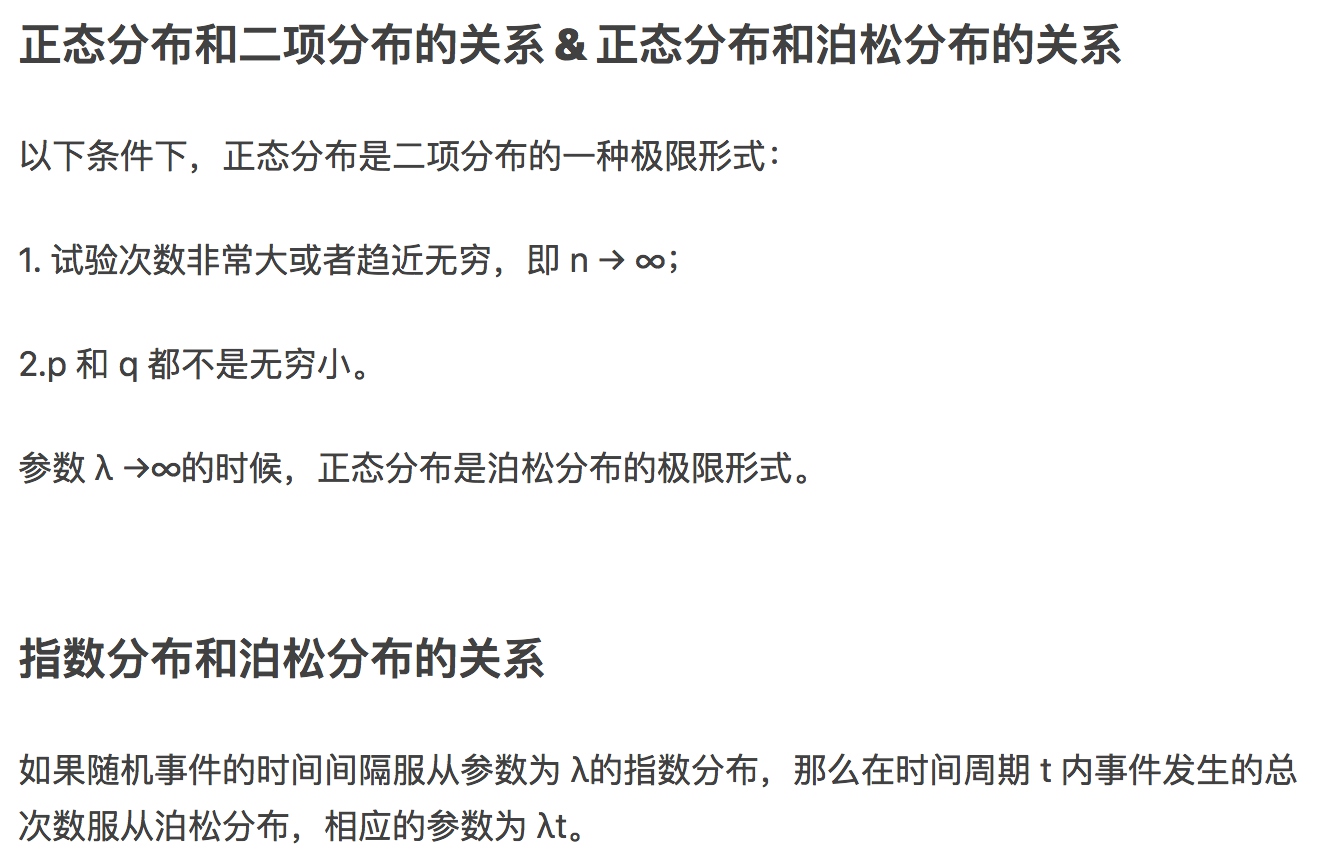 正态分布和二项分布的关系 & 正态分布和泊松分布的关系
以下条件下，正态分布是二项分布的一种极限形式：
1. 试验次数非常大或者趋近无穷，即 n → ∞；
2.p 和 q 都不是无穷小。
参数 λ →∞的时候，正态分布是泊松分布的极限形式。
指数分布和泊松分布的关系
如果随机事件的时间间隔服从参数为 λ的指数分布，那么在时间周期 t 内事件发生的总
次数服从泊松分布，相应的参数为 λt。